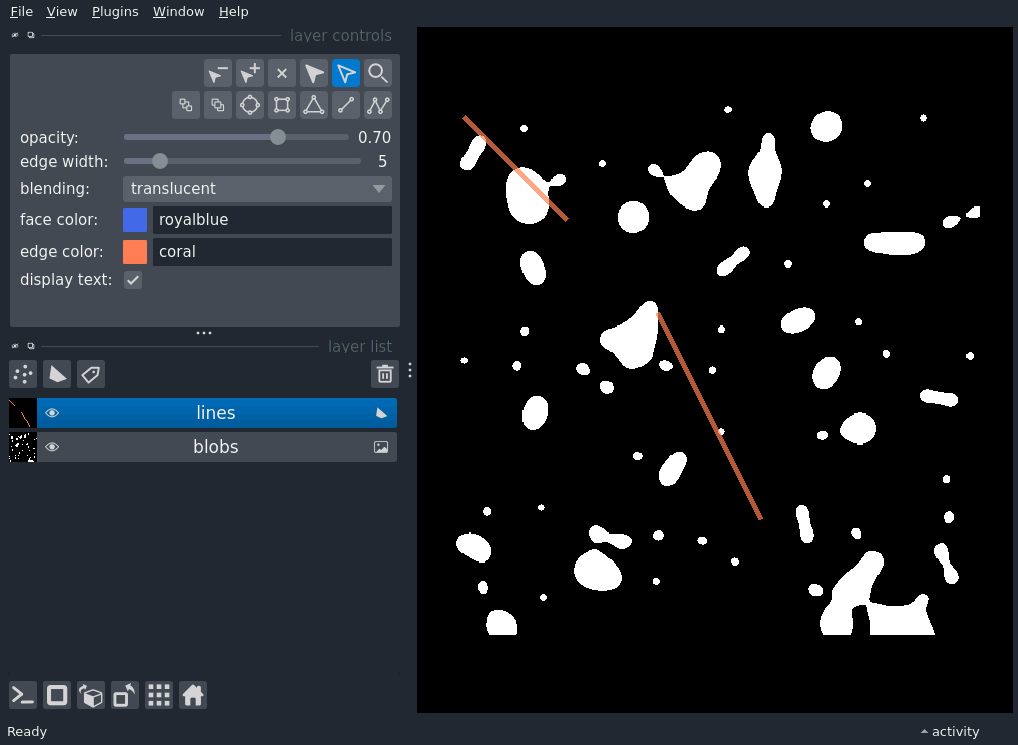 File View Plugins Window Help
layer controls
opacity: 0.70
edge width: 5
blending: translucent
face color: royalblue
edge color: coral
display text:
layer list
lines
blobs
Ready activity